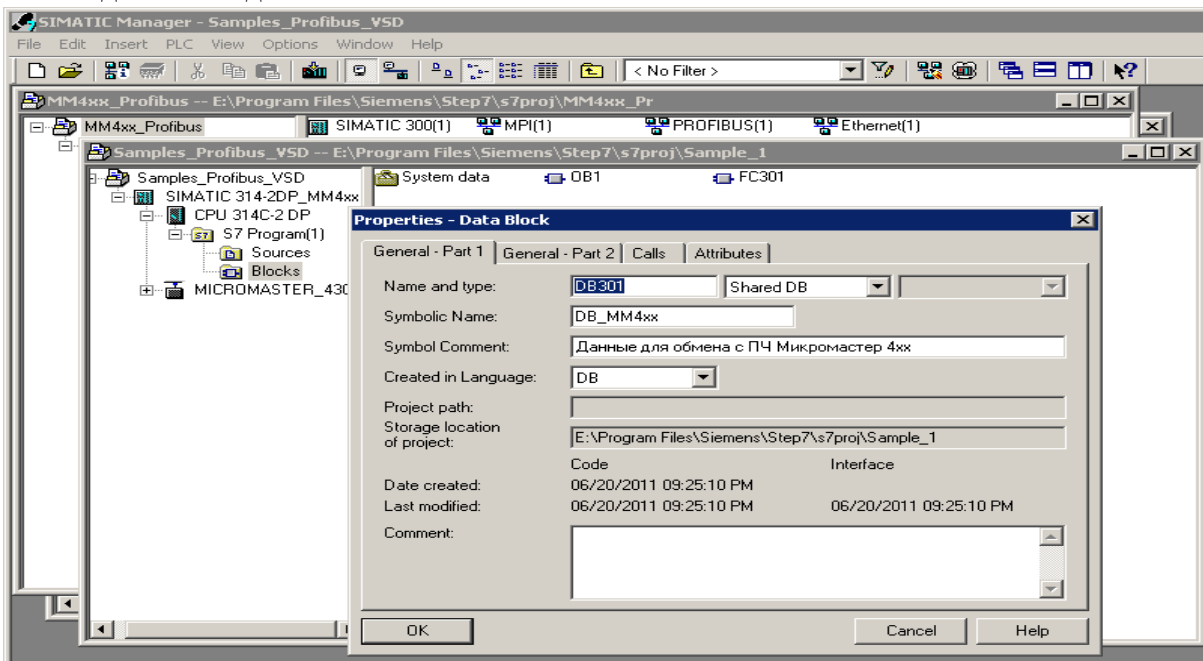 SIMATIC Manager - Samples_Profibus_VSD
File Edit Insert PLC View Options Window Help
< No Filter >
MM4xx_Profibus -- E:\Program Files\Siemens\Step7\s7proj\MM4xx_Pr
MM4xx_Profibus
SIMATIC 300(1) MPI(1) PROFIBUS(1) Ethernet(1)
Samples_Profibus_VSD -- E:\Program Files\Siemens\Step7\s7proj\Sample_1
Samples_Profibus_VSD
System data OB1 FC301
SIMATIC 314-2DP_MM4xx
CPU 314C-2 DP
S7 Program(1)
Sources
Blocks
MICROMASTER_430
Properties - Data Block
General - Part 1 General - Part 2 Calls Attributes
Name and type: DB301 Shared DB
Symbolic Name: DB_MM4xx
Symbol Comment: Данные для обмена с ПЧ Микромастер 4xx
Created in Language: DB
Project path:
Storage location
of project: E:\Program Files\Siemens\Step7\s7proj\Sample_1
Code Interface
Date created: 06/20/2011 09:25:10 PM
Last modified: 06/20/2011 09:25:10 PM 06/20/2011 09:25:10 PM
Comment:
OK Cancel Help